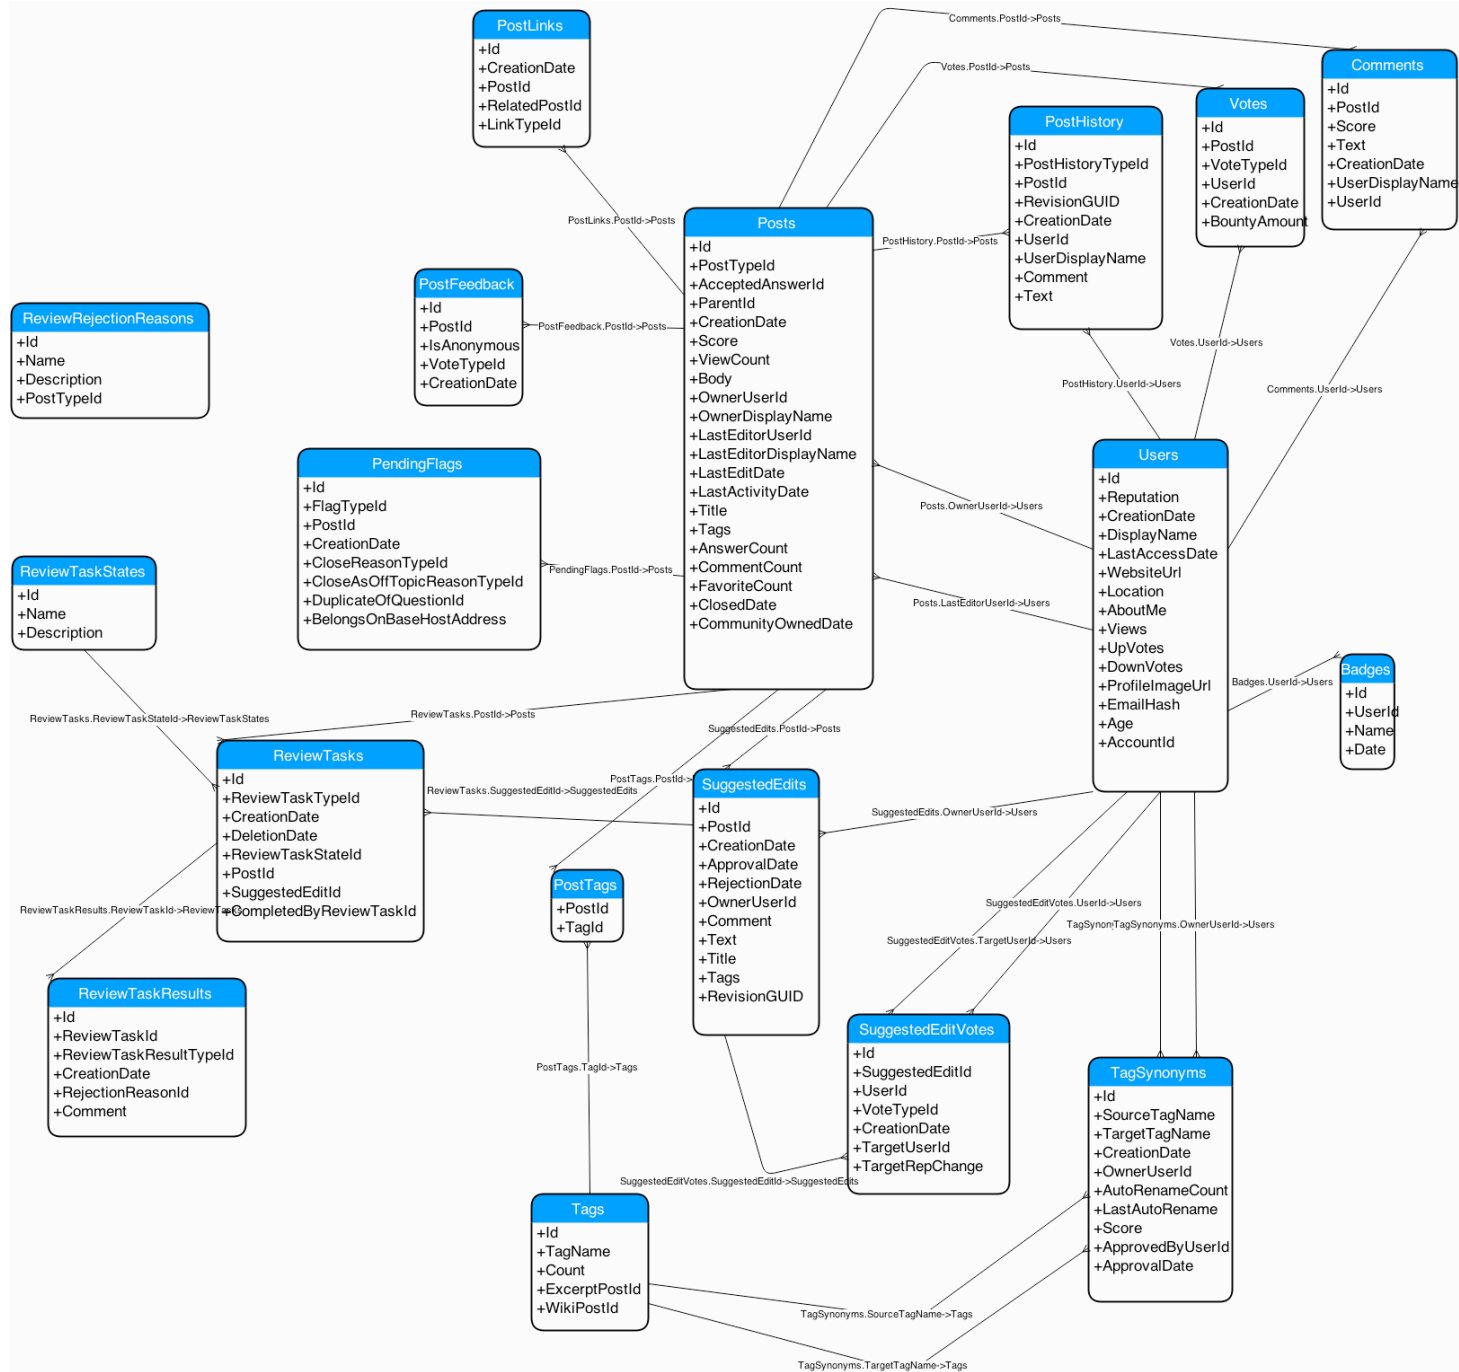 PostLinks
+Id
+CreationDate
+PostId
+RelatedPostId
+LinkTypeId
Comments.PostId->Posts
Votes.PostId->Posts
Comments
+Id
+PostId
+Score
+Text
+CreationDate
+UserDisplayName
+UserId
Votes
+Id
+PostId
+VoteTypeId
+UserId
+CreationDate
+BountyAmount
PostHistory
+Id
+PostHistoryTypeId
+PostId
+RevisionGUID
+CreationDate
+UserId
+UserDisplayName
+Comment
+Text
PostLinks.PostId->Posts
PostHistory.PostId->Posts
Posts
+Id
+PostTypeId
+AcceptedAnswerId
+ParentId
+CreationDate
+Score
+ViewCount
+Body
+OwnerUserId
+OwnerDisplayName
+LastEditorUserId
+LastEditorDisplayName
+LastEditDate
+LastActivityDate
+Title
+Tags
+AnswerCount
+CommentCount
+FavoriteCount
+ClosedDate
+CommunityOwnedDate
PostFeedback
+Id
+PostId
+IsAnonymous
+VoteTypeId
+CreationDate
PostFeedback.PostId->Posts
ReviewRejectionReasons
+Id
+Name
+Description
+PostTypeId
Votes.UserId->Users
PostHistory.UserId->Users
Comments.UserId->Users
PendingFlags
+Id
+FlagTypeId
+PostId
+CreationDate
+CloseReasonTypeId
+CloseAsOffTopicReasonTypeId
+DuplicateOfQuestionId
+BelongsOnBaseHostAddress
PendingFlags.PostId->Posts
Users
+Id
+Reputation
+CreationDate
+DisplayName
+LastAccessDate
+WebsiteUrl
+Location
+AboutMe
+Views
+UpVotes
+DownVotes
+ProfileImageUrl
+EmailHash
+Age
+AccountId
Posts.OwnerUserId->Users
Posts.LastEditorUserId->Users
ReviewTaskStates
+Id
+Name
+Description
Badges
+Id
+UserId
+Name
+Date
Badges.UserId->Users
ReviewTasks.ReviewTaskStateId->ReviewTaskStates
ReviewTasks.PostId->Posts
SuggestedEdits.PostId->Posts
ReviewTasks
+Id
+ReviewTaskTypeId
+CreationDate
+DeletionDate
+ReviewTaskStateId
+PostId
+SuggestedEditId
+CompletedByReviewTaskId
PostTags.PostId->
ReviewTasks.SuggestedEditId->SuggestedEdits
SuggestedEdits
+Id
+PostId
+CreationDate
+ApprovalDate
+RejectionDate
+OwnerUserId
+Comment
+Text
+Title
+Tags
+RevisionGUID
SuggestedEdits.OwnerUserId->Users
PostTags
+PostId
+TagId
ReviewTaskResults.ReviewTaskId->ReviewTasks
SuggestedEditVotes.UserId->Users
TagSynonyTagSynonyms.OwnerUserId->Users
SuggestedEditVotes.TargetUserId->Users
ReviewTaskResults
+Id
+ReviewTaskId
+ReviewTaskResultTypeId
+CreationDate
+RejectionReasonId
+Comment
SuggestedEditVotes
+Id
+SuggestedEditId
+UserId
+VoteTypeId
+CreationDate
+TargetUserId
+TargetRepChange
PostTags.TagId->Tags
TagSynonyms
+Id
+SourceTagName
+TargetTagName
+CreationDate
+OwnerUserId
+AutoRenameCount
+LastAutoRename
+Score
+ApprovedByUserId
+ApprovalDate
SuggestedEditVotes.SuggestedEditId->SuggestedEdits
Tags
+Id
+TagName
+Count
+ExcerptPostId
+WikiPostId
TagSynonyms.SourceTagName->Tags
TagSynonyms.TargetTagName->Tags